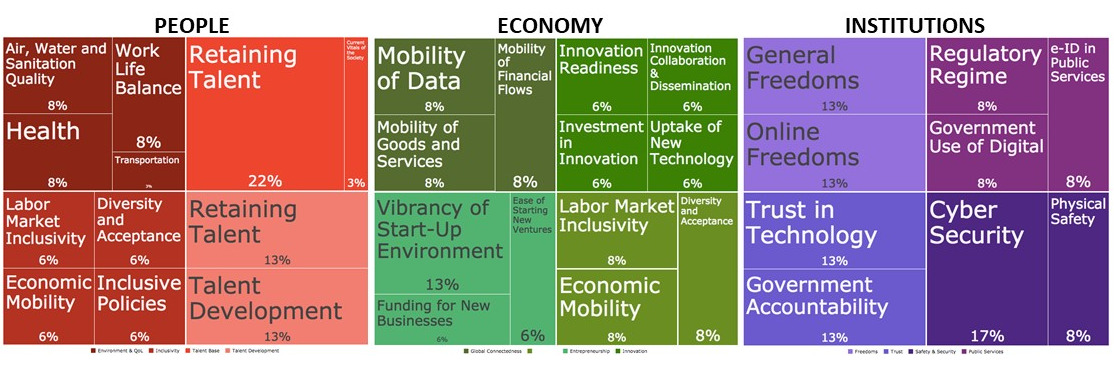 PEOPLE
Air, Water and
Sanitation
Quality
8%
Work
Life
Balance
8%
Retaining
Talent
22%
Current
Vitals of
the
Society
3%
Health
8%
Transportation
3%
Labor
Market
Inclusivity
6%
Diversity
and
Acceptance
6%
Retaining
Talent
13%
Economic
Mobility
6%
Inclusive
Policies
6%
Talent
Development
13%
Environment & QoL Inclusivity Talent Base Talent Development
ECONOMY
Mobility
of Data
8%
Mobility
of
Financial
Flows
8%
Innovation
Readiness
6%
Innovation
Collaboration
&
Dissemination
6%
Mobility of
Goods and
Services
8%
Investment
in
Innovation
6%
Uptake of
New
Technology
6%
Vibrancy of
Start-Up
Environment
13%
Ease of
Starting
New
Ventures
6%
Labor Market
Inclusivity
8%
Diversity
and
Acceptance
8%
Funding for New
Businesses
6%
Economic
Mobility
8%
Global Connectedness Entrepreneurship Innovation
INSTITUTIONS
General
Freedoms
13%
Regulatory
Regime
8%
e-ID in
Public
Services
8%
Online
Freedoms
13%
Government
Use of Digital
8%
Trust in
Technology
13%
Cyber
Security
17%
Physical
Safety
8%
Government
Accountability
13%
Freedoms Trust Safety & Security Public Services